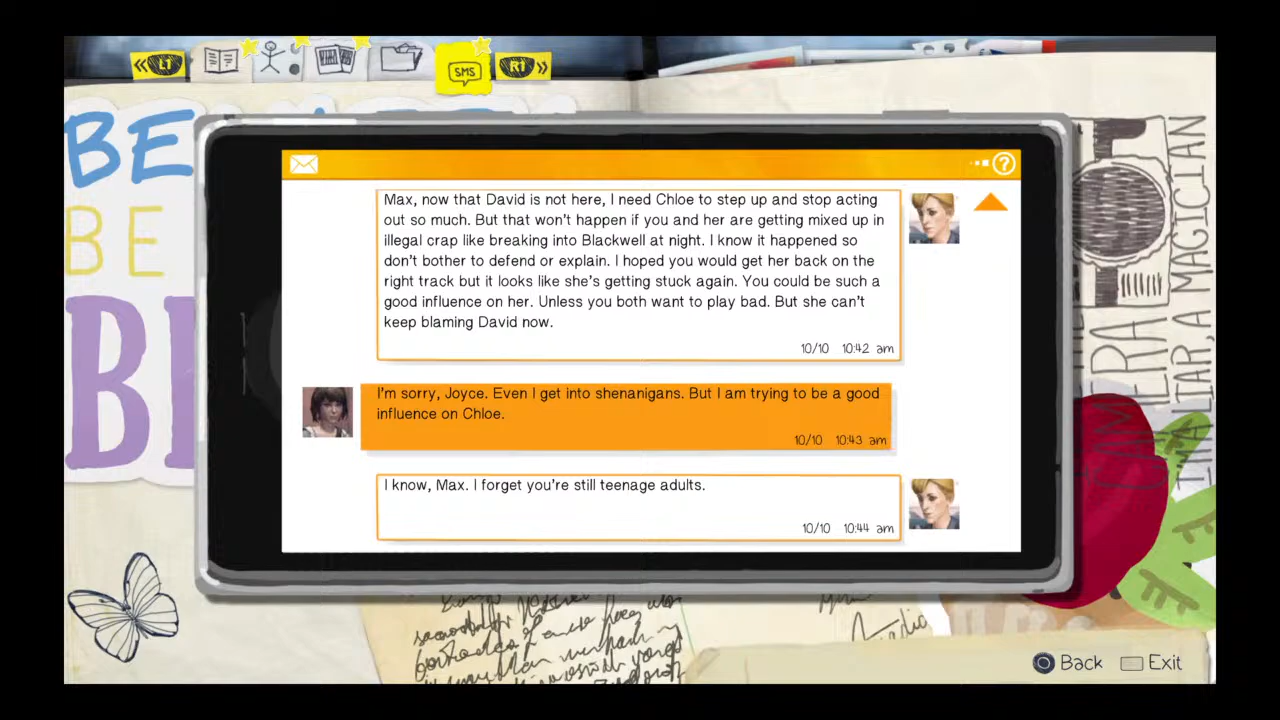 LT
SMS
R1
BE
BE
Max, now that David is not here, I need Chloe to step up and stop acting
out so much. But that won't happen if you and her are getting mixed up in
illegal crap like breaking into Blackwell at night. I know it happened so
don't bother to defend or explain. I hoped you would get her back on the
right track but it looks like she's getting stuck again. You could be such a
good influence on her. Unless you both want to play bad. But she can't
keep blaming David now.
10/10 10:42 am
I'm sorry, Joyce. Even I get into shenanigans. But I am trying to be a good
influence on Chloe.
10/10 10:43 am
I know, Max. I forget you're still teenage adults.
10/10 10:44 am
Back
Exit